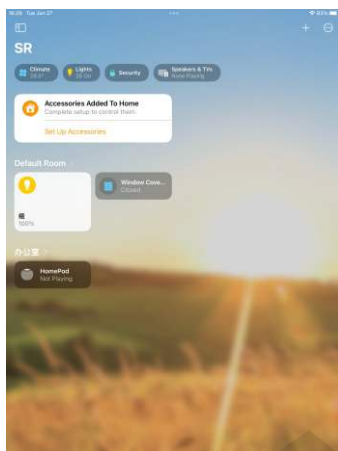 Tue Jun 27
SR
Climate
Lights
Security
Speakers & TVs
None Playing
Accessories Added To Home
Complete setup to control them.
Set Up Accessories
Default Room
Window Cove...
Closed
100%
办公室
HomePod
Not Playing